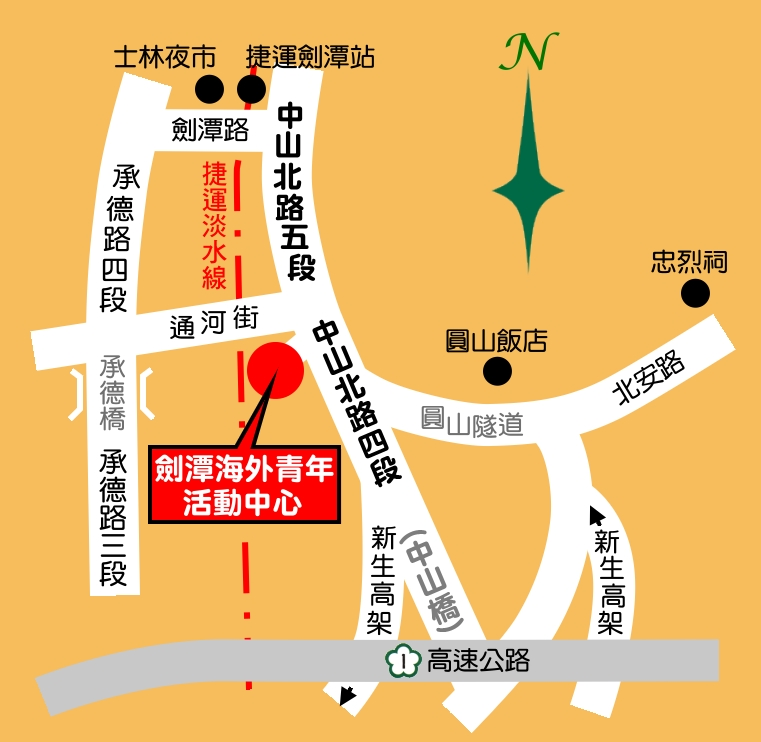 士林夜市
捷運劍潭站
N
劍潭路
中山北路五段
承德路四段
捷運淡水線
忠烈祠
通河街
中山北路四段
圓山飯店
北安路
承德橋
圓山隧道
劍潭海外青年
活動中心
承德路三段
新生高架
(中山橋)
新生高架
1
高速公路